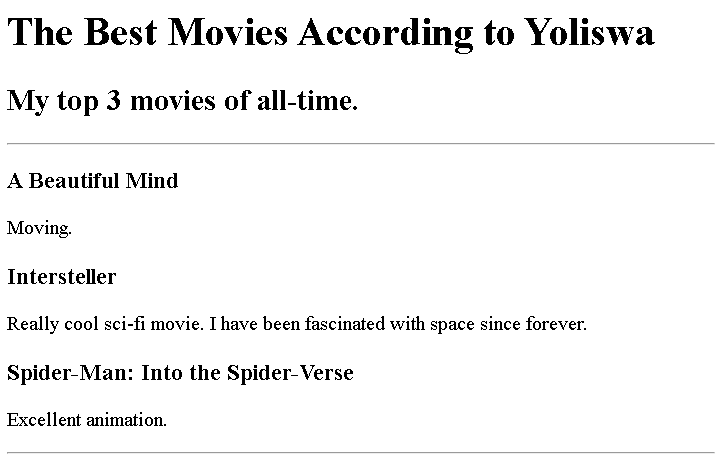 The Best Movies According to Yoliswa
My top 3 movies of all-time.
A Beautiful Mind
Moving.
Intersteller
Really cool sci-fi movie. I have been fascinated with space since forever.
Spider-Man: Into the Spider-Verse
Excellent animation.